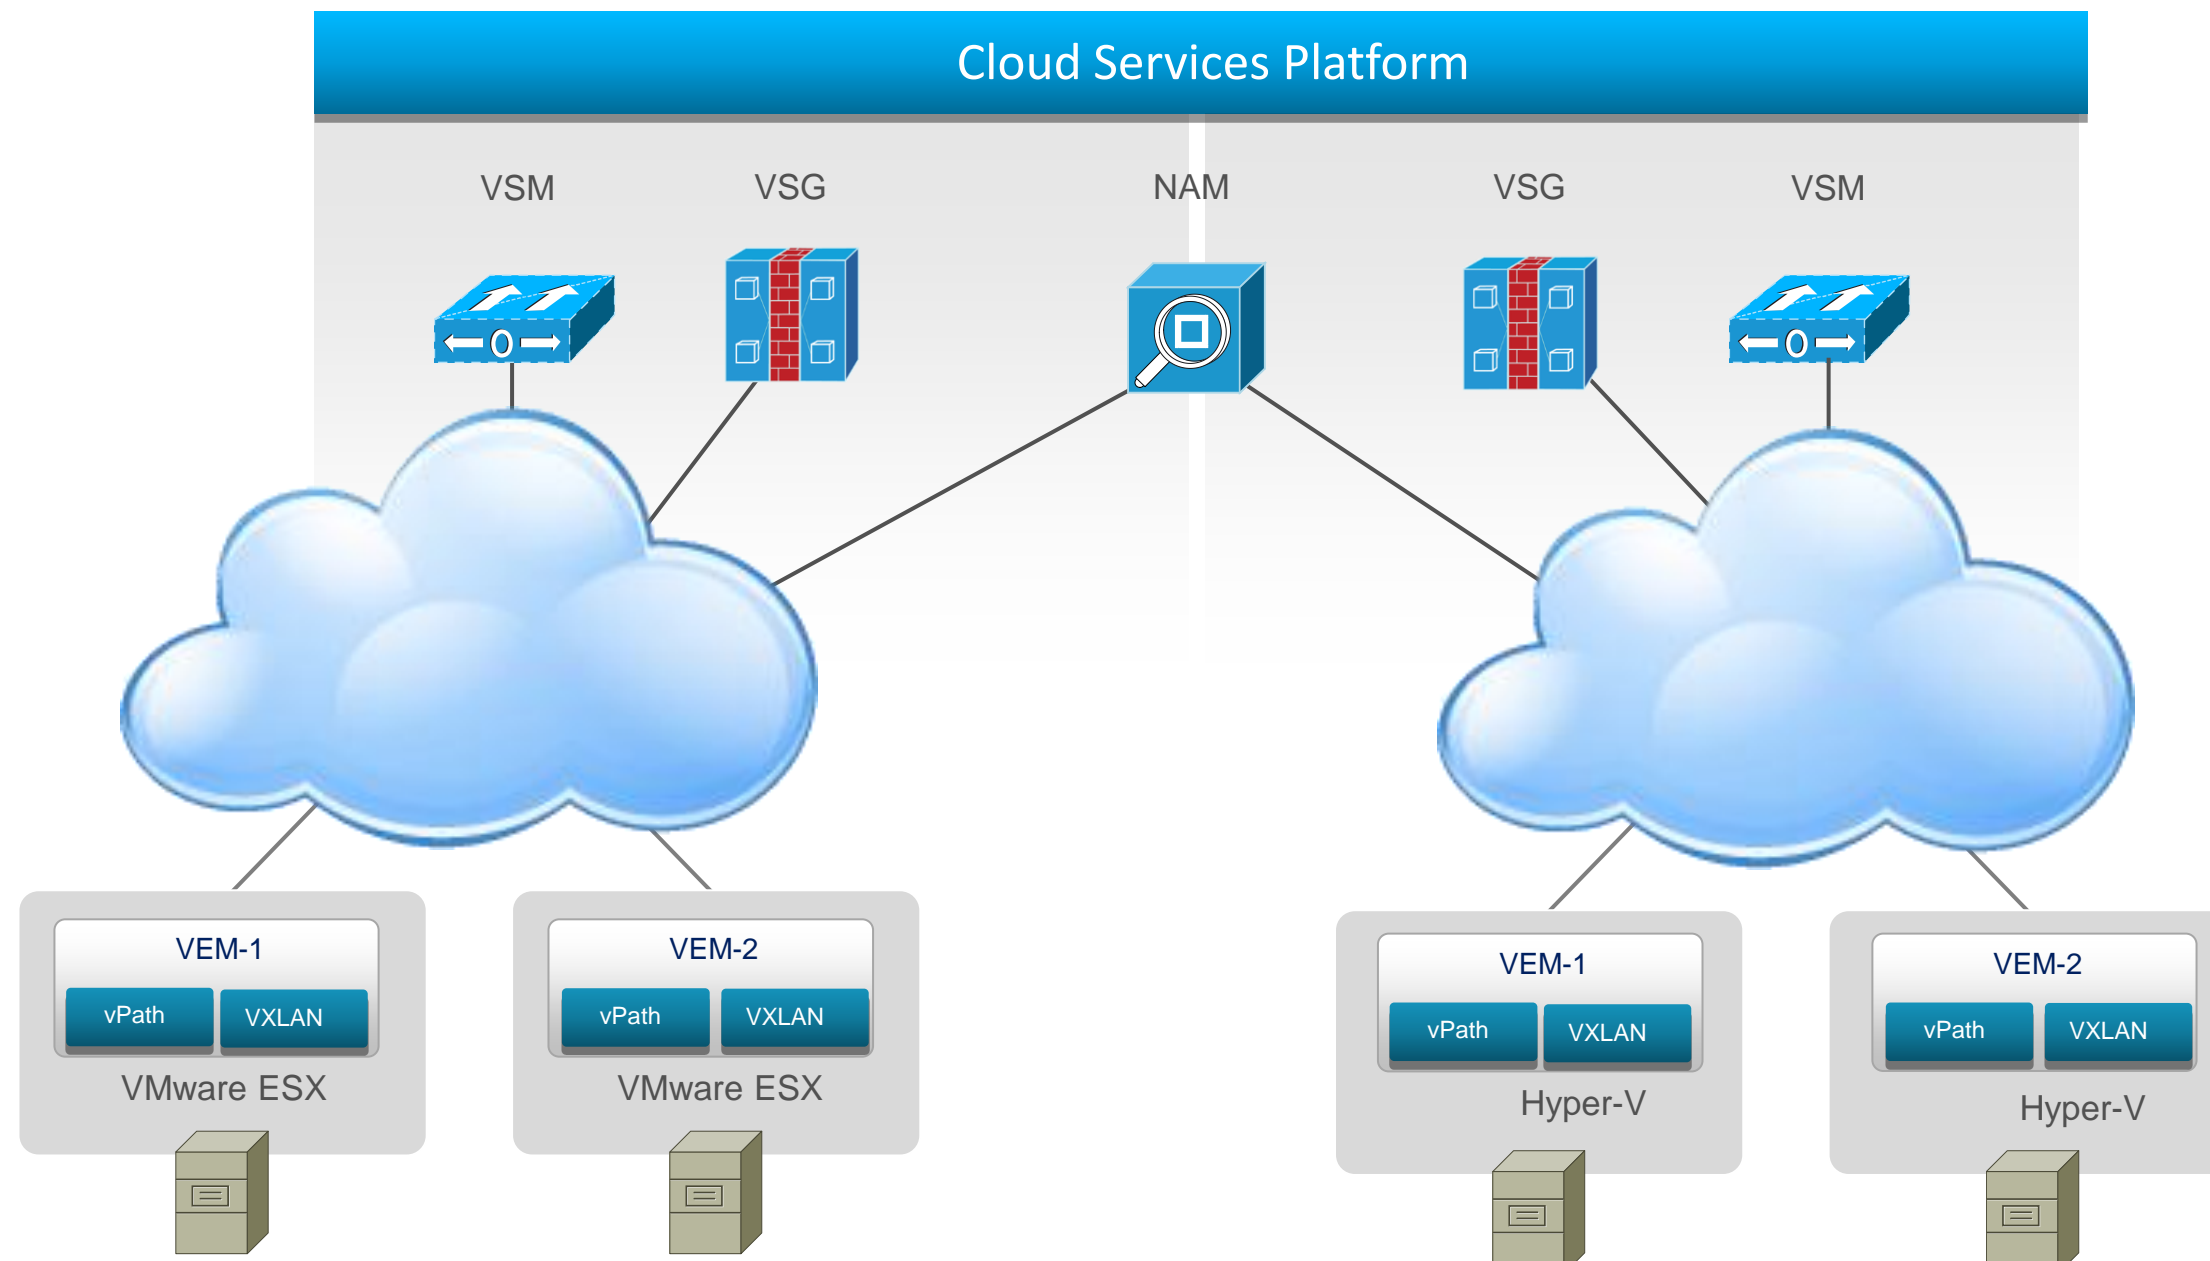 Cloud Services Platform
VSM
VSG
NAM
VSG
VSM
VEM-1
vPath
VXLAN
VMware ESX
VEM-2
vPath
VXLAN
VMware ESX
VEM-1
vPath
VXLAN
Hyper-V
VEM-2
vPath
VXLAN
Hyper-V